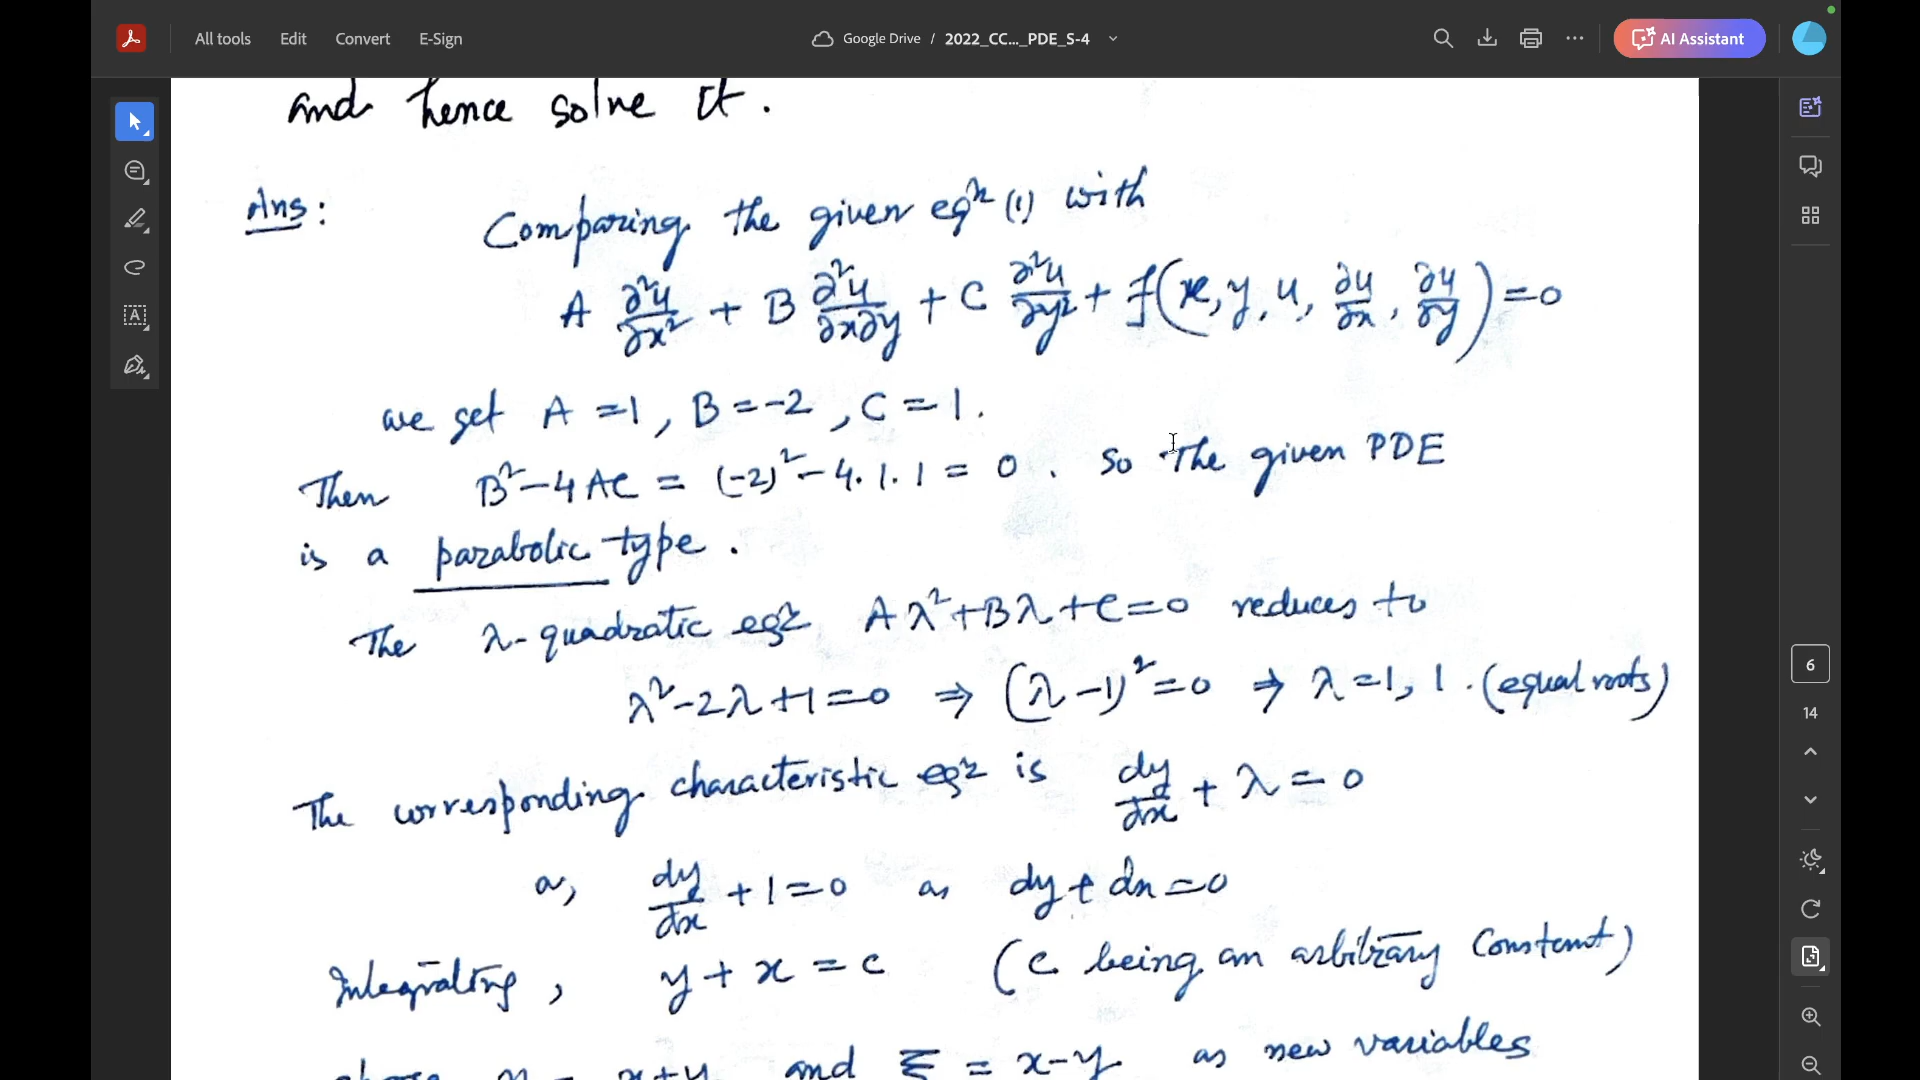 All tools Edit Convert E-Sign Google Drive / 2022_CC..._PDE_S-4 AI Assistant
and hence solve it.
Ans: Comparing the given eqn (1) with
A ∂²u/∂x² + B ∂²u/∂x∂y + C ∂²u/∂y² + f(x, y, u, ∂u/∂x, ∂u/∂y) = 0
we get A = 1, B = -2, C = 1.
Then B² - 4AC = (-2)² - 4.1.1 = 0. So the given PDE
is a parabolic type.
The λ-quadratic eqn Aλ² + Bλ + C = 0 reduces to
λ² - 2λ + 1 = 0 ⇒ (λ - 1)² = 0 ⇒ λ = 1, 1. (equal roots)
The corresponding characteristic eqn is dy/dx + λ = 0
or, dy/dx + 1 = 0 or dy + dx = 0
Integrating, y + x = c (c being an arbitrary constant)
x+y and ξ = x-y as new variables
6
14